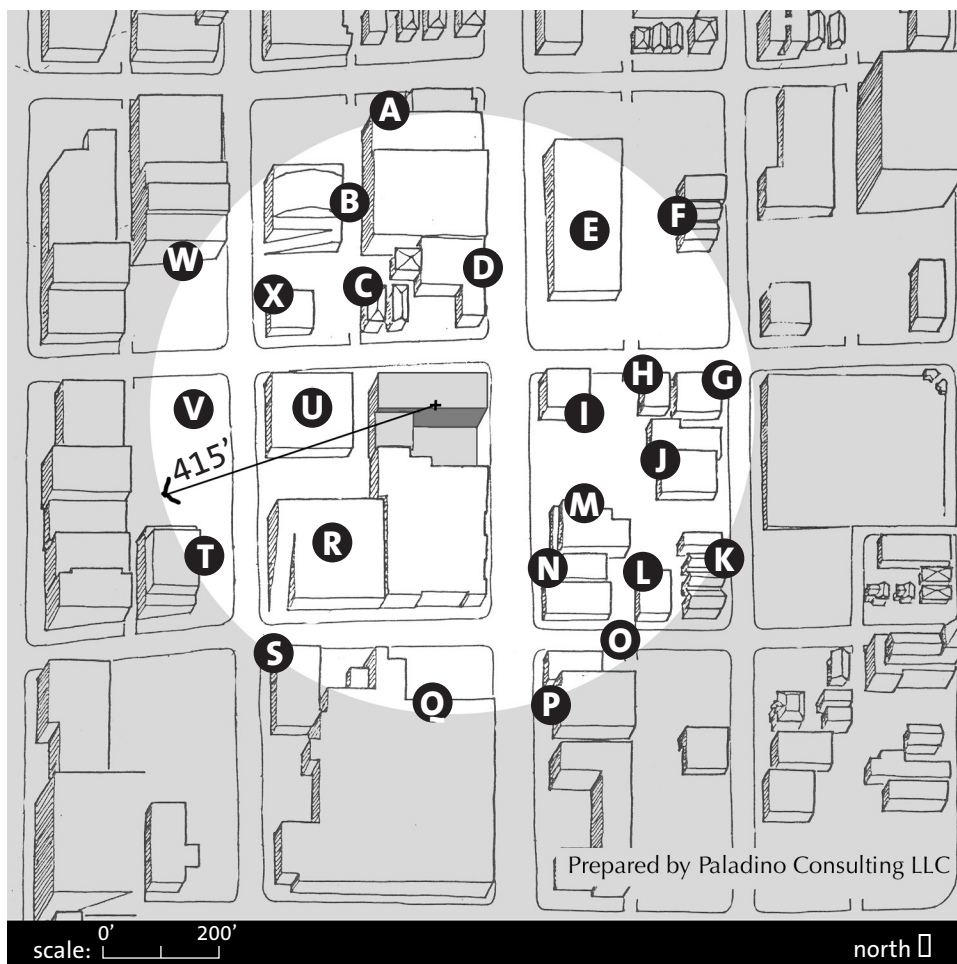 A
B
W
E
F
D
C
X
H
G
V
U
I
415'
J
M
R
T
N
L
K
O
S
Q
P
Prepared by Paladino Consulting LLC
0' 200'
scale:
north